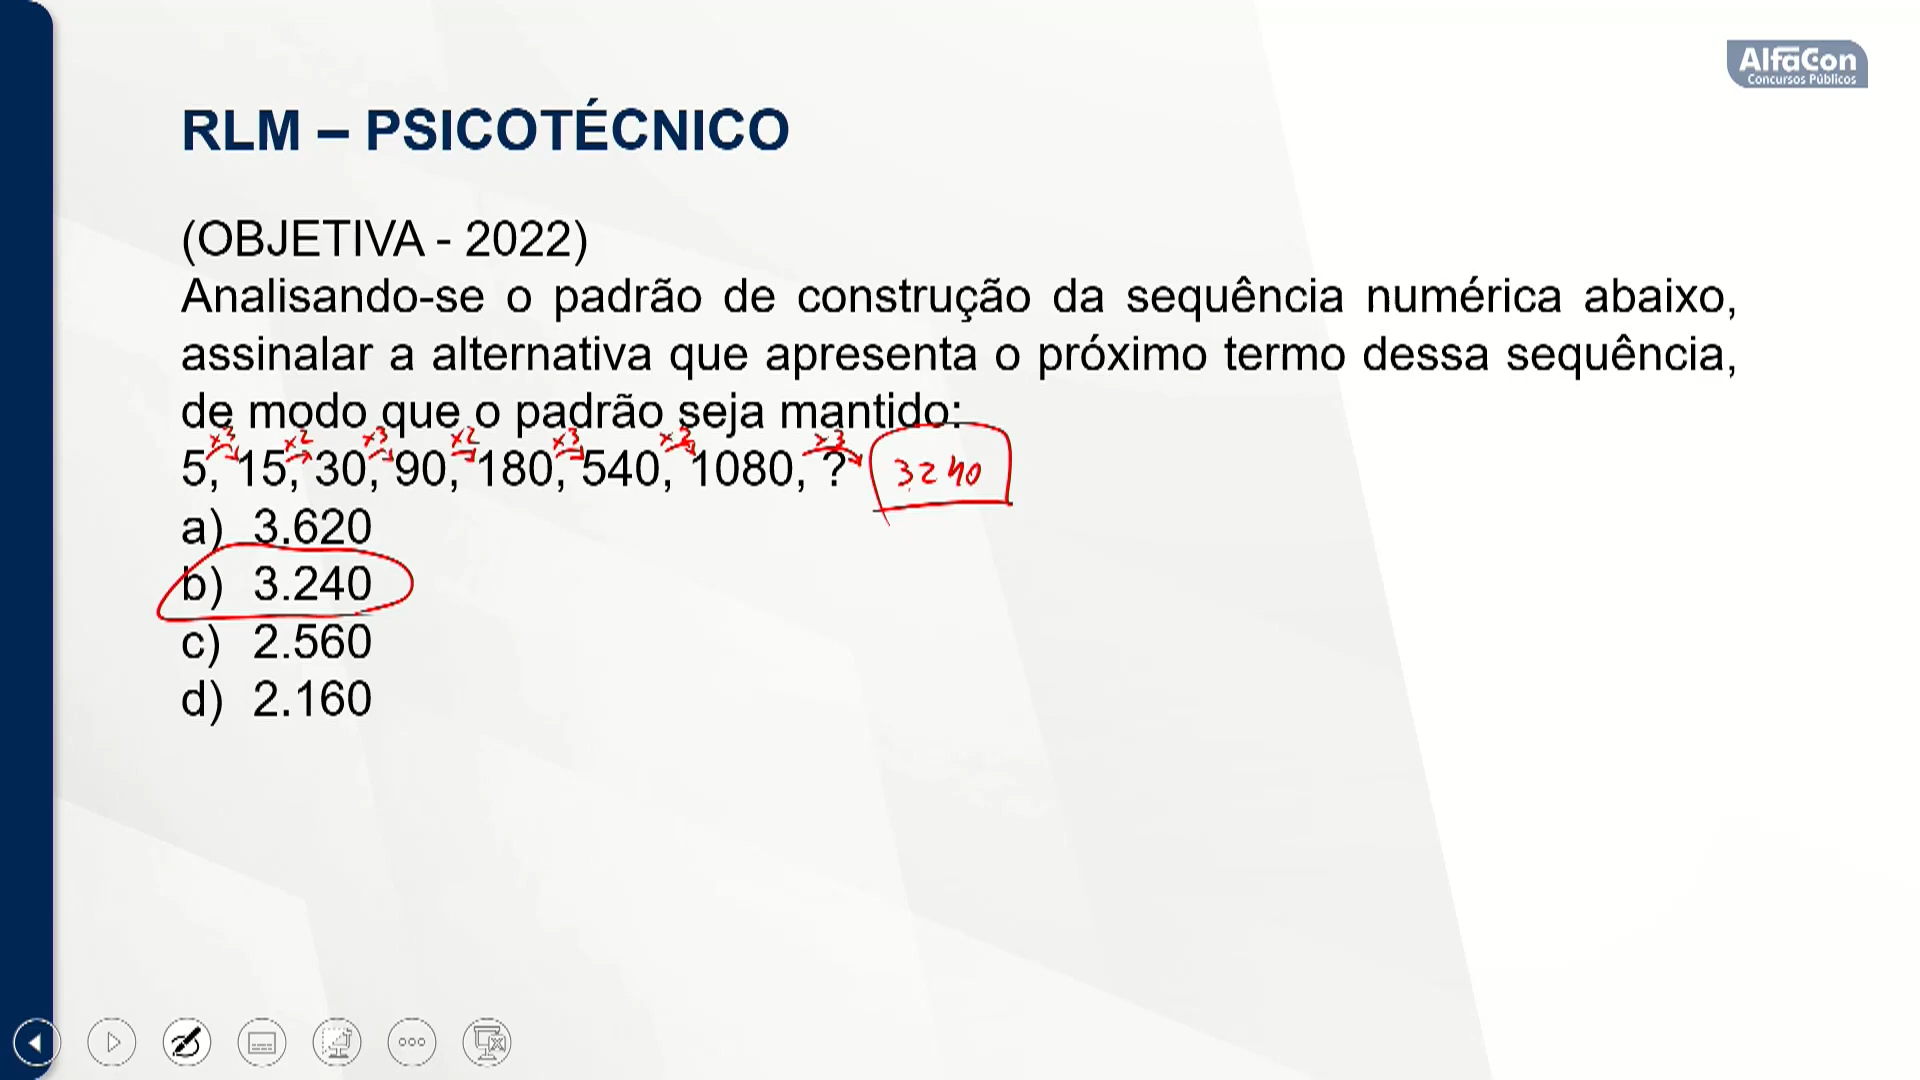 AlfaCon
Concursos Públicos
RLM – PSICOTÉCNICO
(OBJETIVA - 2022)
Analisando-se o padrão de construção da sequência numérica abaixo,
assinalar a alternativa que apresenta o próximo termo dessa sequência,
de modo que o padrão seja mantido:
x3 x2 x3 x2 x3 x2 x3
5, 15, 30, 90, 180, 540, 1080, ? 3240
a) 3.620
b) 3.240
c) 2.560
d) 2.160